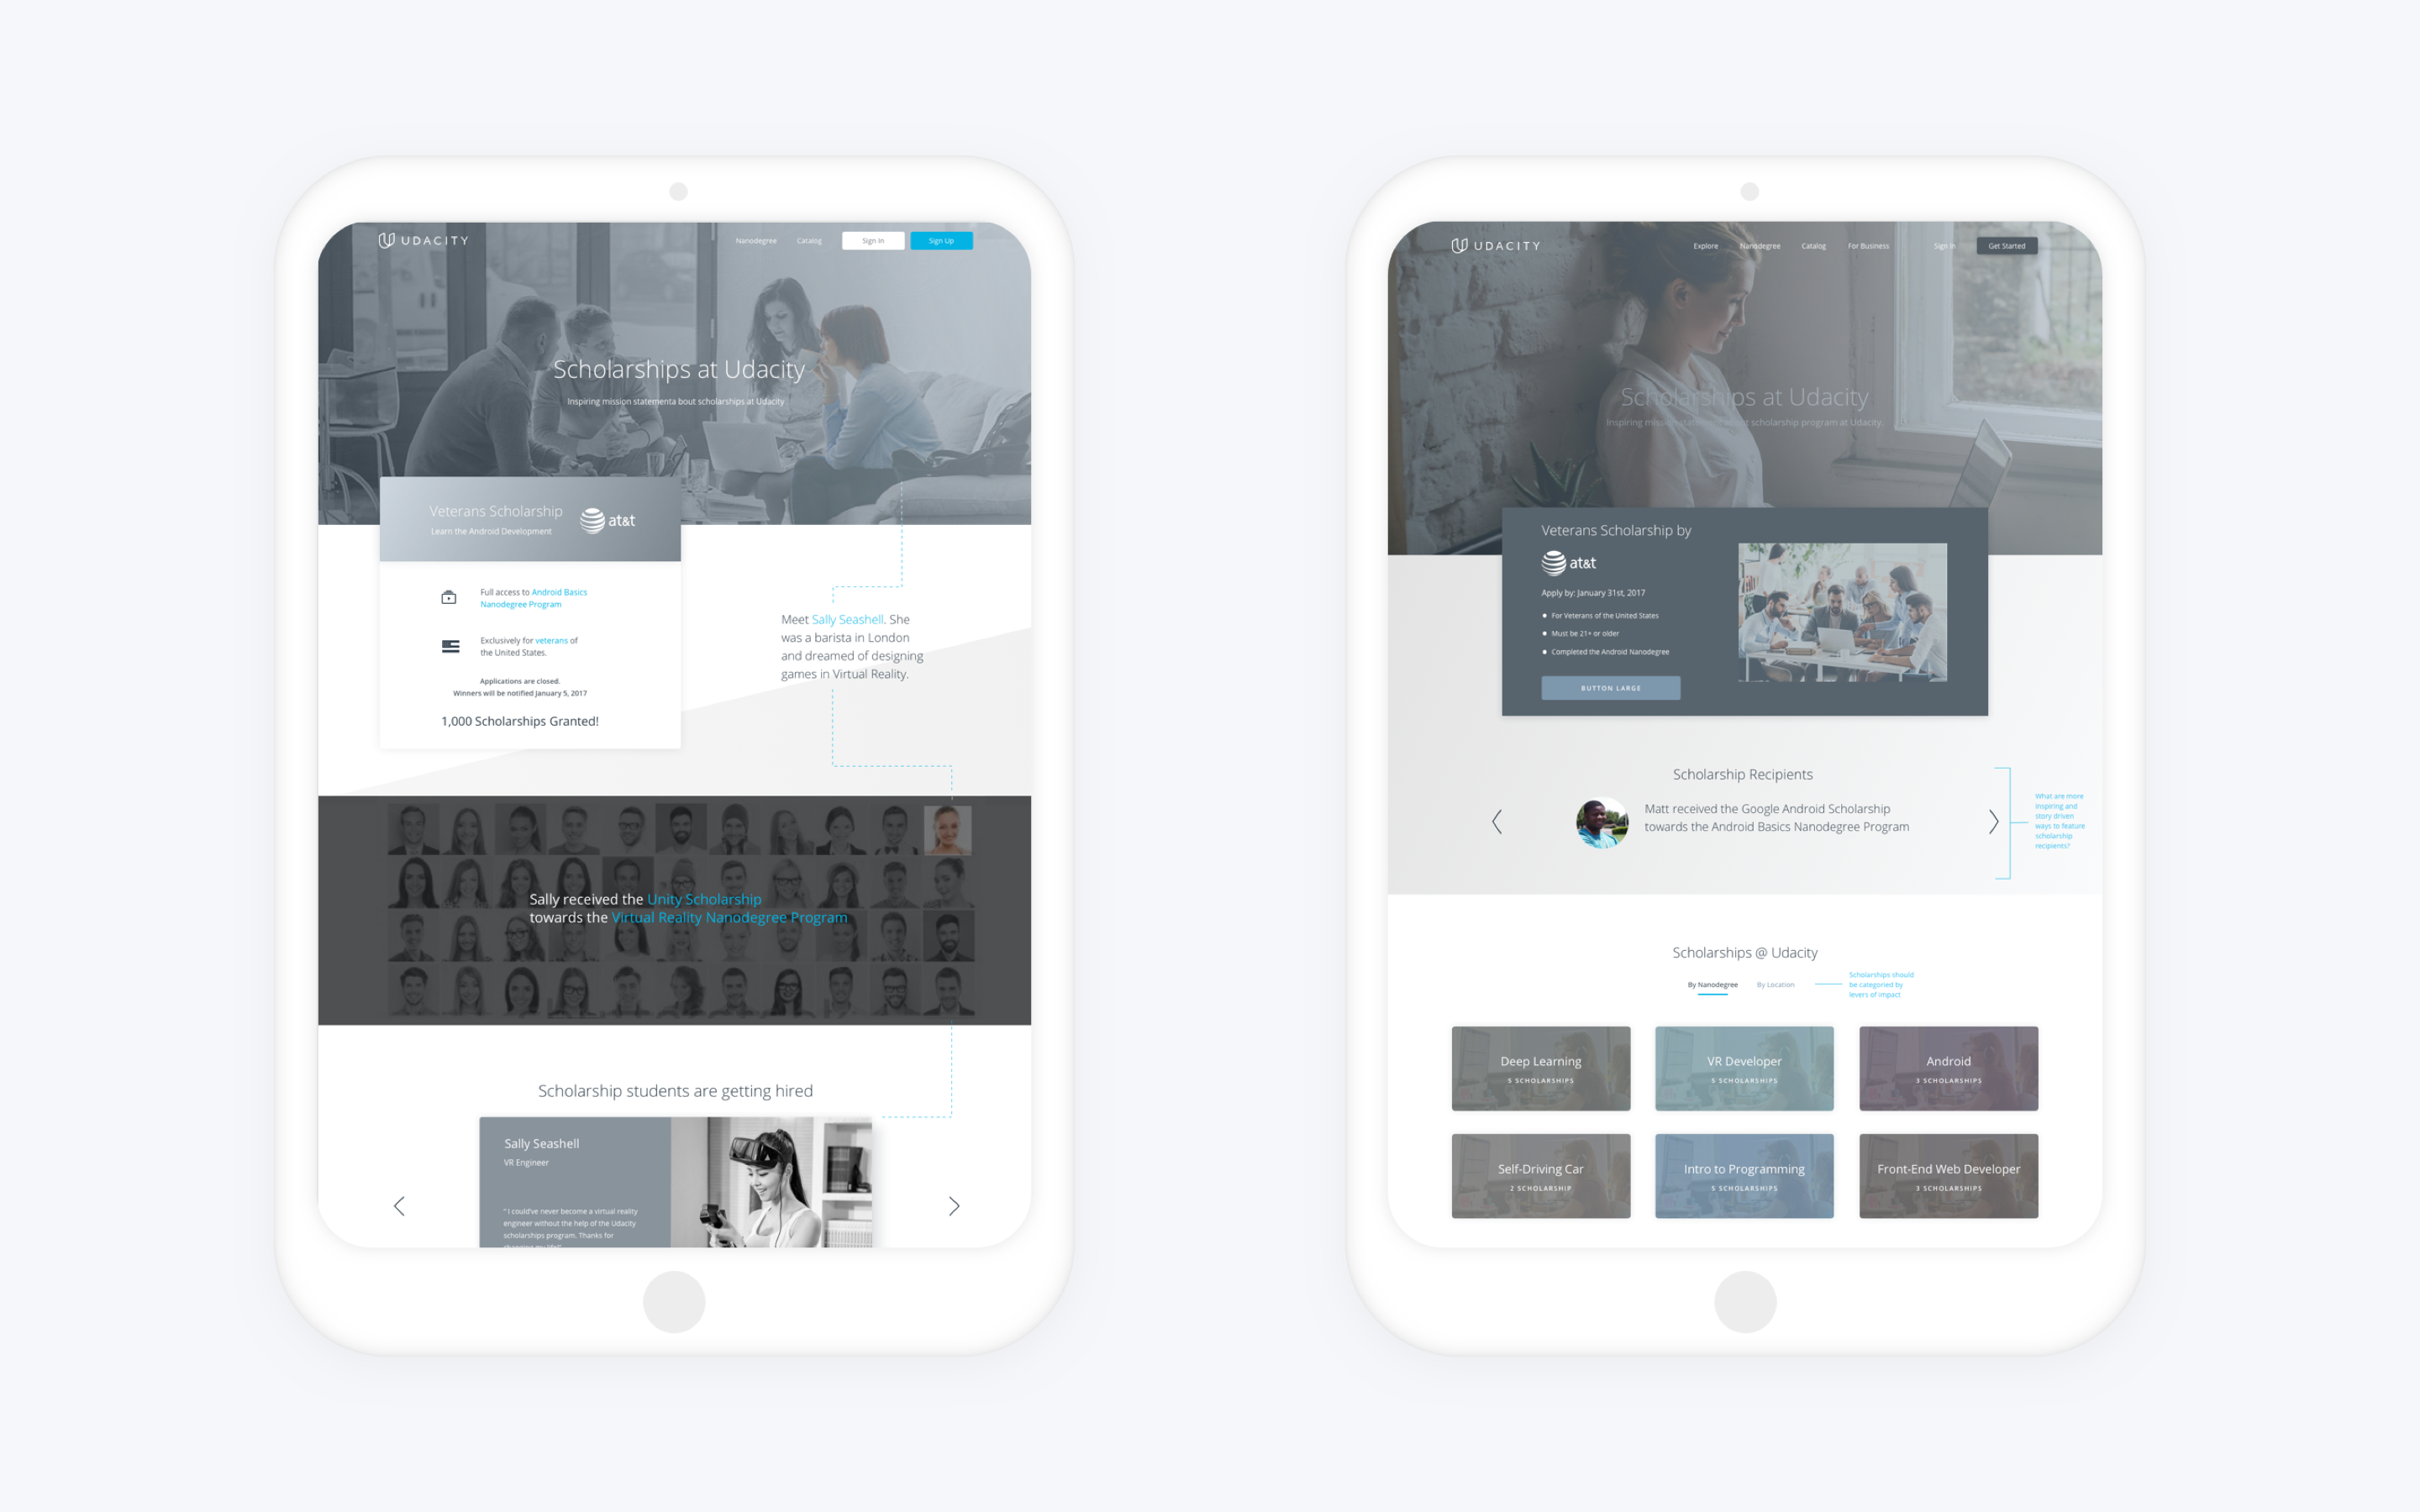 UDACITY
Nanodegree
Catalog
Sign In
Sign Up
Scholarships at Udacity
Inspiring mission statementa bout scholarships at Udacity
Veterans Scholarship
Learn the Android Development
at&t
Full access to Android Basics
Nanodegree Program
Exclusively for veterans of
the United States.
Applications are closed.
Winners will be notified January 5, 2017
1,000 Scholarships Granted!
Meet Sally Seashell. She
was a barista in London
and dreamed of designing
games in Virtual Reality.
Sally received the Unity Scholarship
towards the Virtual Reality Nanodegree Program
Scholarship students are getting hired
Sally Seashell
VR Engineer
" I could've never become a virtual reality
engineer without the help of the Udacity
scholarships program. Thanks for
UDACITY
Explore
Nanodegree
Catalog
For Business
Sign In
Get Started
Scholarships at Udacity
Inspiring mission statement about scholarship program at Udacity.
Veterans Scholarship by
at&t
Apply by: January 31st, 2017
For Veterans of the United States
Must be 21+ or older
Completed the Android Nanodegree
BUTTON LARGE
Scholarship Recipients
Matt received the Google Android Scholarship
towards the Android Basics Nanodegree Program
What are more
inspiring and
story driven
ways to feature
scholarship
recipients?
Scholarships @ Udacity
By Nanodegree
By Location
Scholarships should
be categoried by
levers of impact
Deep Learning
5 SCHOLARSHIPS
VR Developer
5 SCHOLARSHIPS
Android
3 SCHOLARSHIPS
Self-Driving Car
2 SCHOLARSHIP
Intro to Programming
5 SCHOLARSHIPS
Front-End Web Developer
3 SCHOLARSHIPS